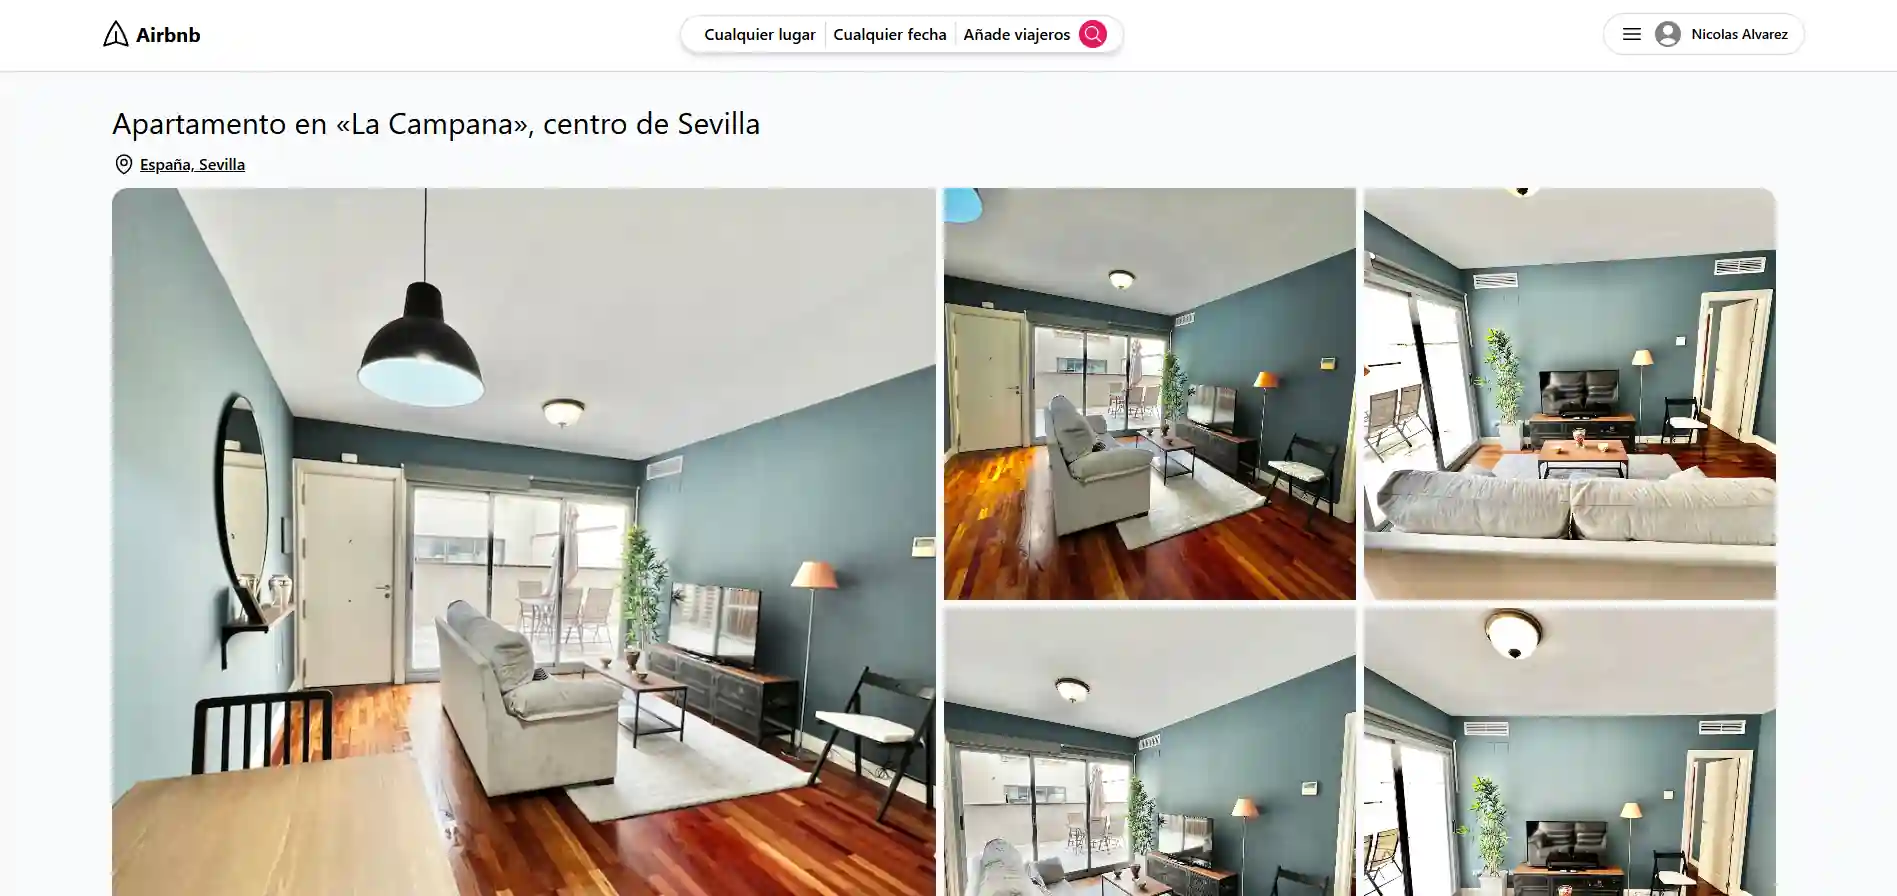 Airbnb
Cualquier lugar Cualquier fecha Añade viajeros
Nicolas Alvarez
Apartamento en «La Campana», centro de Sevilla
España, Sevilla